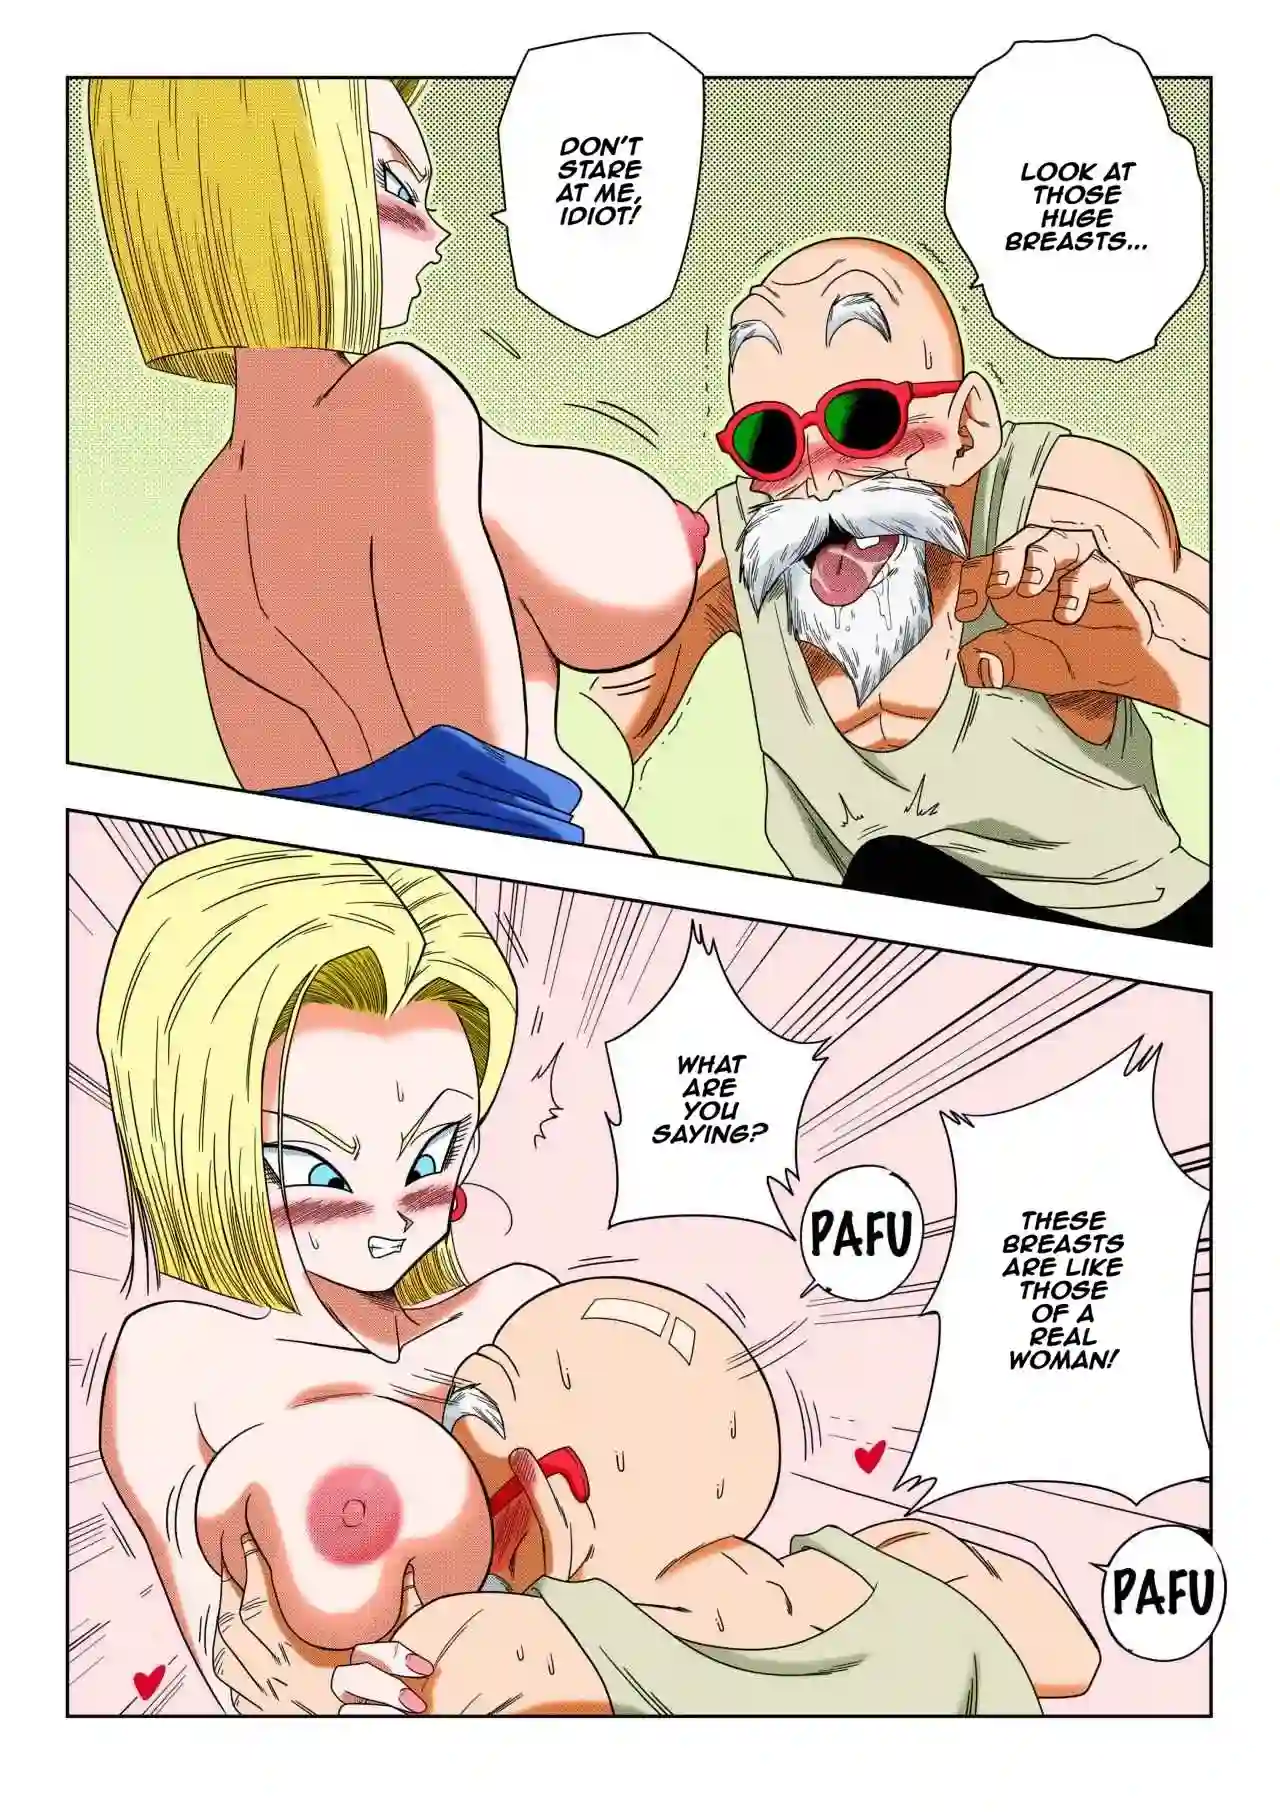 LOOK AT
THOSE
HUGE
BREASTS...
DON'T
STARE
AT ME,
IDIOT!
THESE
BREASTS
ARE LIKE
THOSE
OF A
REAL
WOMAN!
WHAT
ARE
YOU
SAYING?
PAFU
PAFU